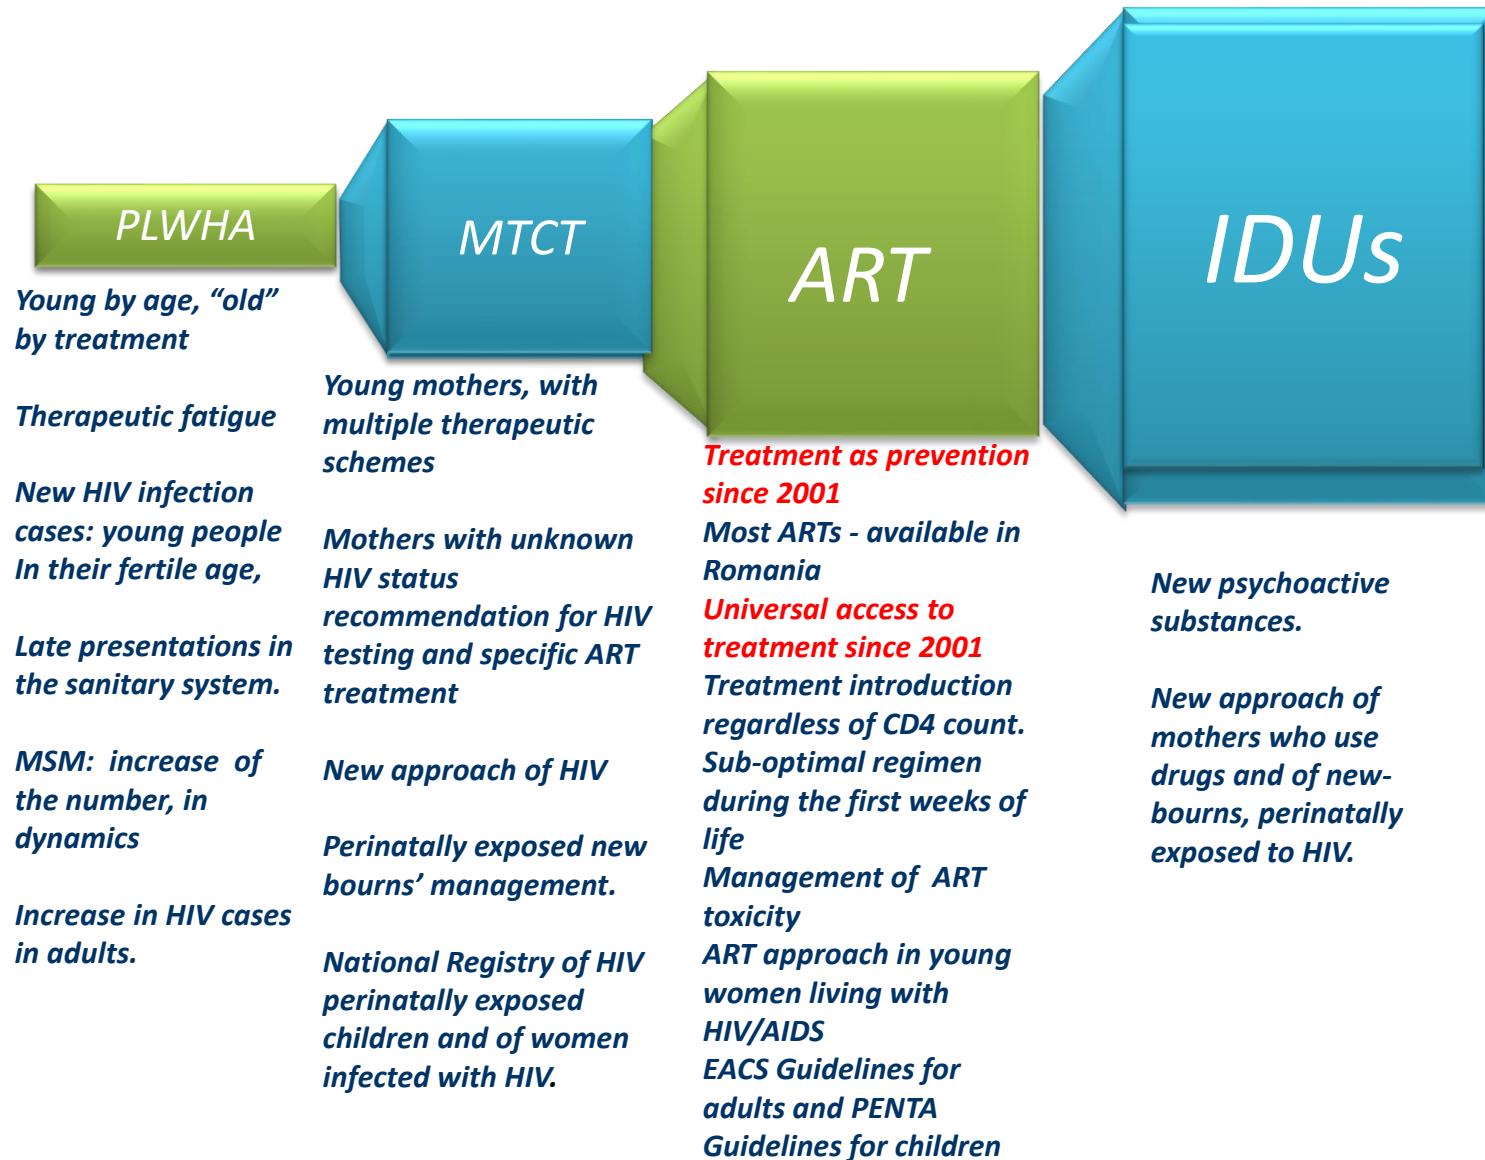 PLWHA
Young by age, “old”
by treatment
Therapeutic fatigue
New HIV infection
cases: young people
In their fertile age,
Late presentations in
the sanitary system.
MSM: increase of
the number, in
dynamics
Increase in HIV cases
in adults.
MTCT
Young mothers, with
multiple therapeutic
schemes
Mothers with unknown
HIV status
recommendation for HIV
testing and specific ART
treatment
New approach of HIV
Perinatally exposed new
bourns’ management.
National Registry of HIV
perinatally exposed
children and of women
infected with HIV.
ART
Treatment as prevention
since 2001
Most ARTs - available in
Romania
Universal access to
treatment since 2001
Treatment introduction
regardless of CD4 count.
Sub-optimal regimen
during the first weeks of
life
Management of ART
toxicity
ART approach in young
women living with
HIV/AIDS
EACS Guidelines for
adults and PENTA
Guidelines for children
IDUs
New psychoactive
substances.
New approach of
mothers who use
drugs and of new-
bourns, perinatally
exposed to HIV.